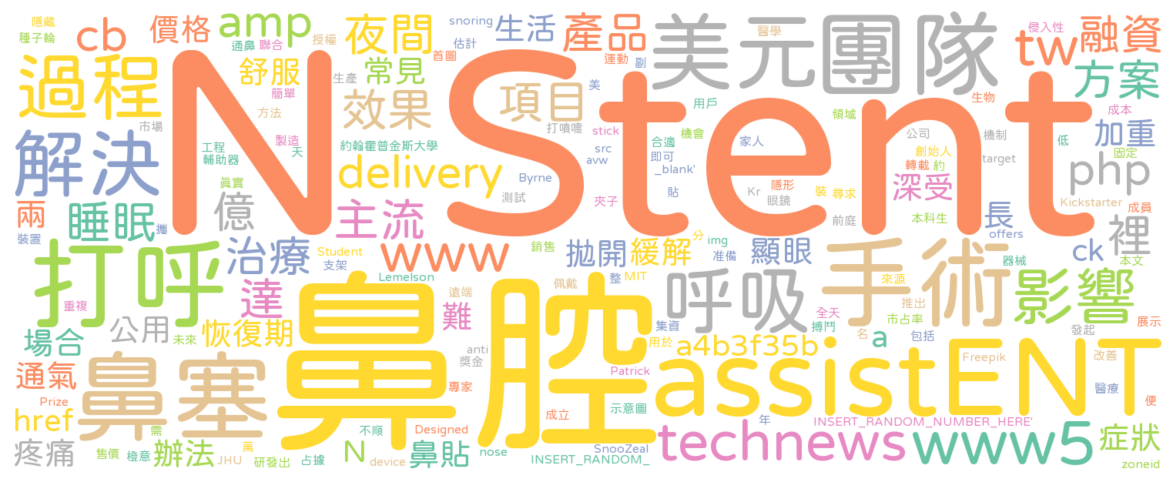 隱藏
種子輪
cb
價格
通鼻
聯合
amp
授權
夜間
首圖
snoring
估計
生活
運動
產品
副
美元團隊
醫學
tw
侵入性
融資
過程
舒服
簡單
生產
常見
方案
N Stent
效果
項目
美
用戶
領域
生物
成本
市場
方法
打噴嚏
stick
合適
機會
家人
公司
機制
低
加重
固定
解決
工程
輔助器
製造
天
約翰霍普金斯大學
src
avw
即可
_blank'
創始人
轉載
約
target
php
delivery
Byrne
測試
貼
Kr
隱形
眼鏡
裝
尋求
深受
Kickstarter
成員
兩
裝置
睡眠
攜
真實
億
主流
夾子
前庭
本科生
長
offers
裡
打呼
治療
Student
支架
www
銷售
拋開
緩解
分
img
准備
顯眼
手術
器械
ck
本文
影響
重複
達
Lemelson
鼻腔
遠端
難
佩戴
整
MIT
呼吸
來源
推出
場合
公用
未來
恢復期
集資
用於
全天
搏鬥
市占率
名
a
包括
發起
展示
通氣
鼻塞
anti
獎金
專家
Patrick
a4b3f35b
assistENT
Freepik
改善
醫療
便
Prize
href
需
成立
示意圖
年
疼痛
售價
極意
辦法
萬
JHU
研發出
占據
N
不順
device
Designed
鼻貼
nose
SnooZeal
INSERT_RANDOM_
technews
INSERT_RANDOM_NUMBER_HERE'
www5
症狀
zoneid